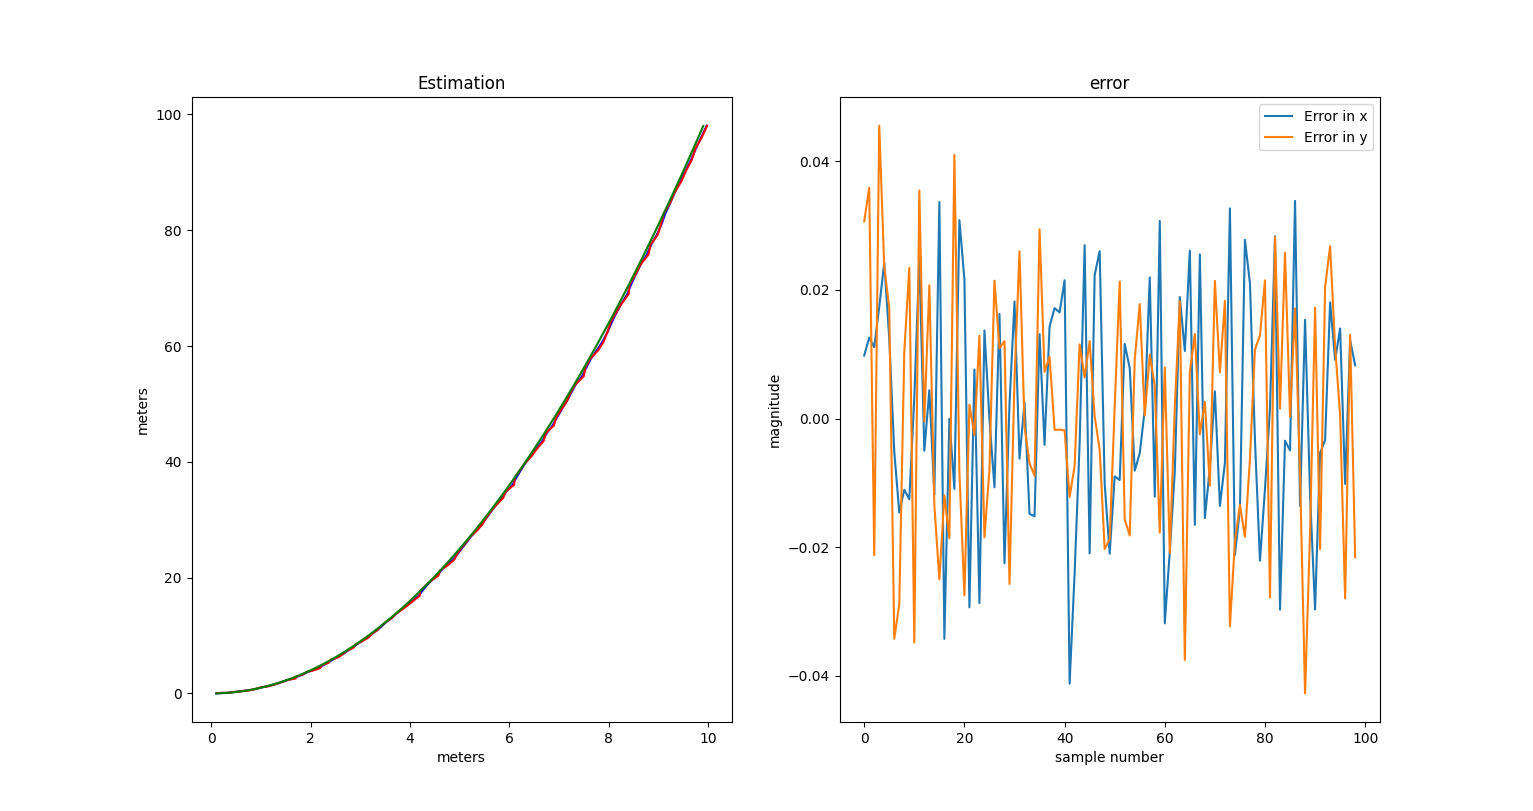 Estimation
100
80
60
40
20
0
meters
0 2 4 6 8 10
meters
error
Error in x
Error in y
0.04
0.02
0.00
−0.02
−0.04
magnitude
0 20 40 60 80 100
sample number